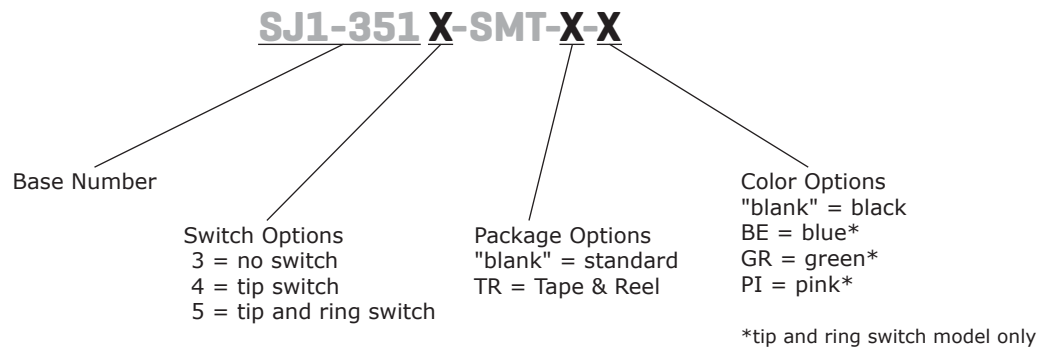 SJ1-351X-SMT-X-X
Base Number
Switch Options
3 = no switch
4 = tip switch
5 = tip and ring switch
Package Options
"blank" = standard
TR = Tape & Reel
Color Options
"blank" = black
BE = blue*
GR = green*
PI = pink*
*tip and ring switch model only